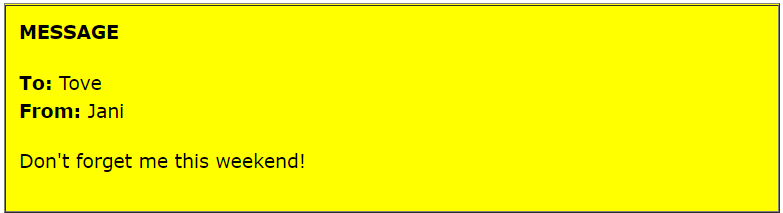 MESSAGE
To: Tove
From: Jani
Don't forget me this weekend!